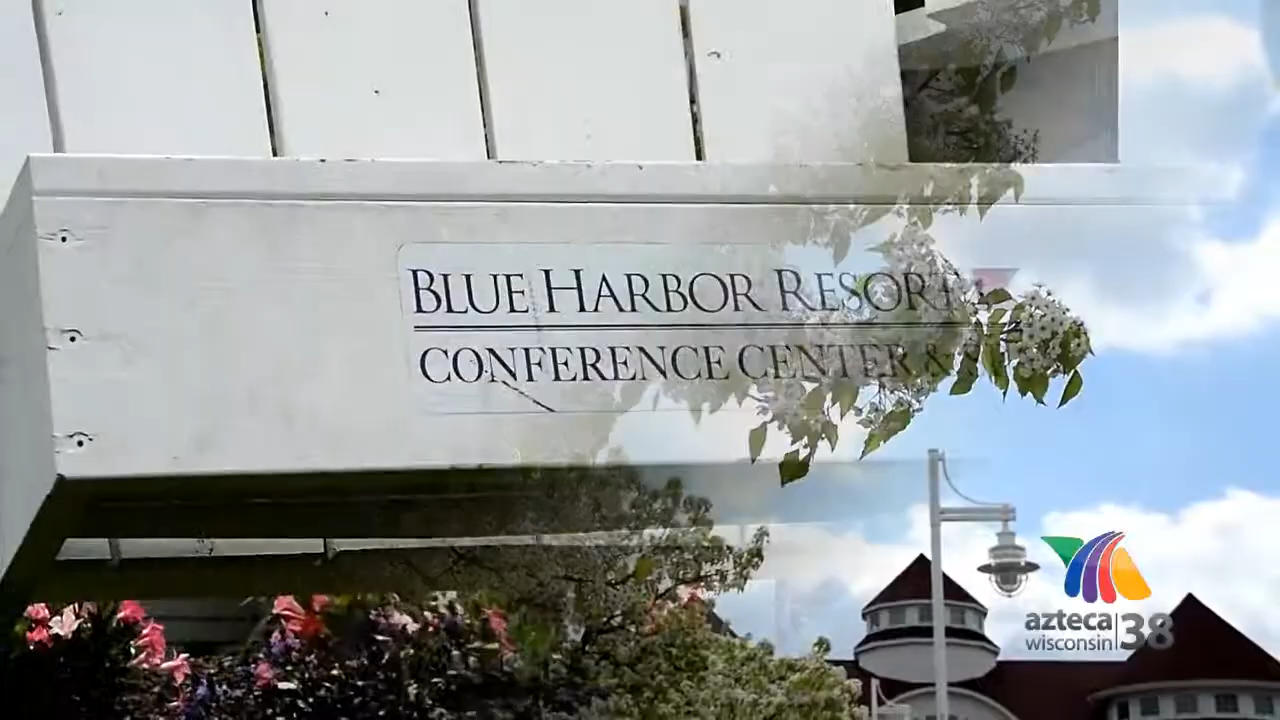 BLUE HARBOR RESORT
CONFERENCE CENTER &
azteca
wisconsin 38